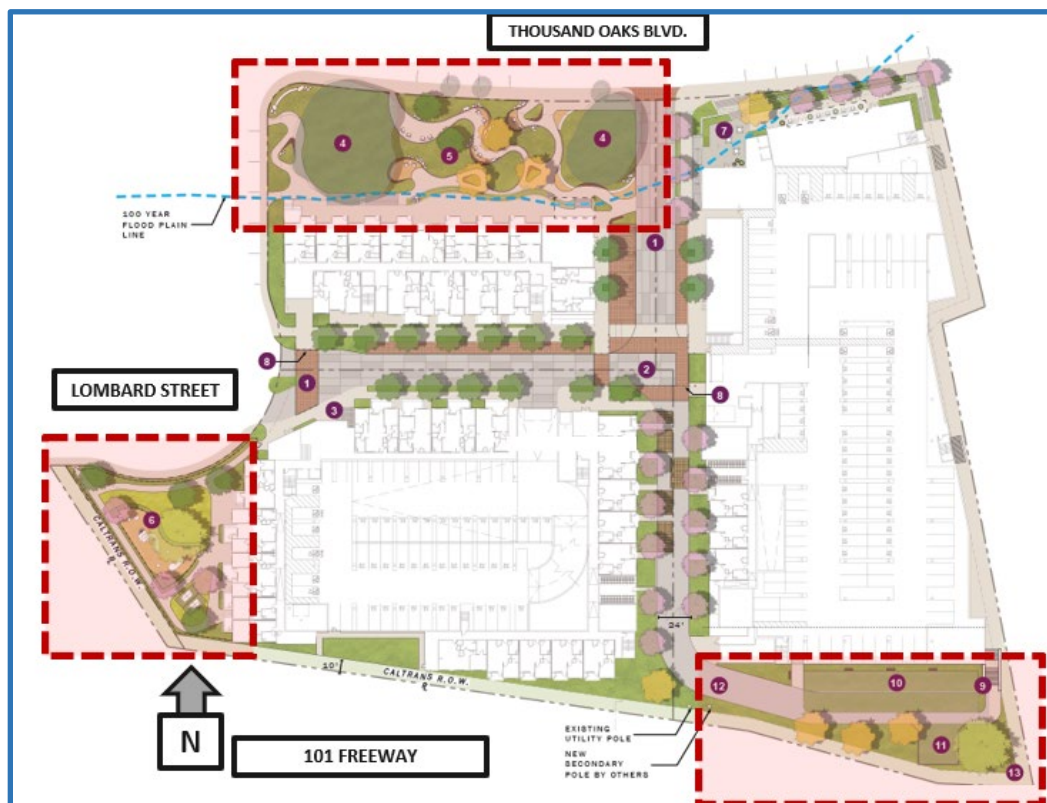 THOUSAND OAKS BLVD.
4
5
4
7
100 YEAR
FLOOD PLAIN
LINE
1
8
LOMBARD STREET
1
2
3
8
6
CALTRANS R.O.W.
24'
10'
CALTRANS R.O.W.
12
10
9
EXISTING
UTILITY POLE
NEW
SECONDARY
POLE BY OTHERS
11
13
N
101 FREEWAY